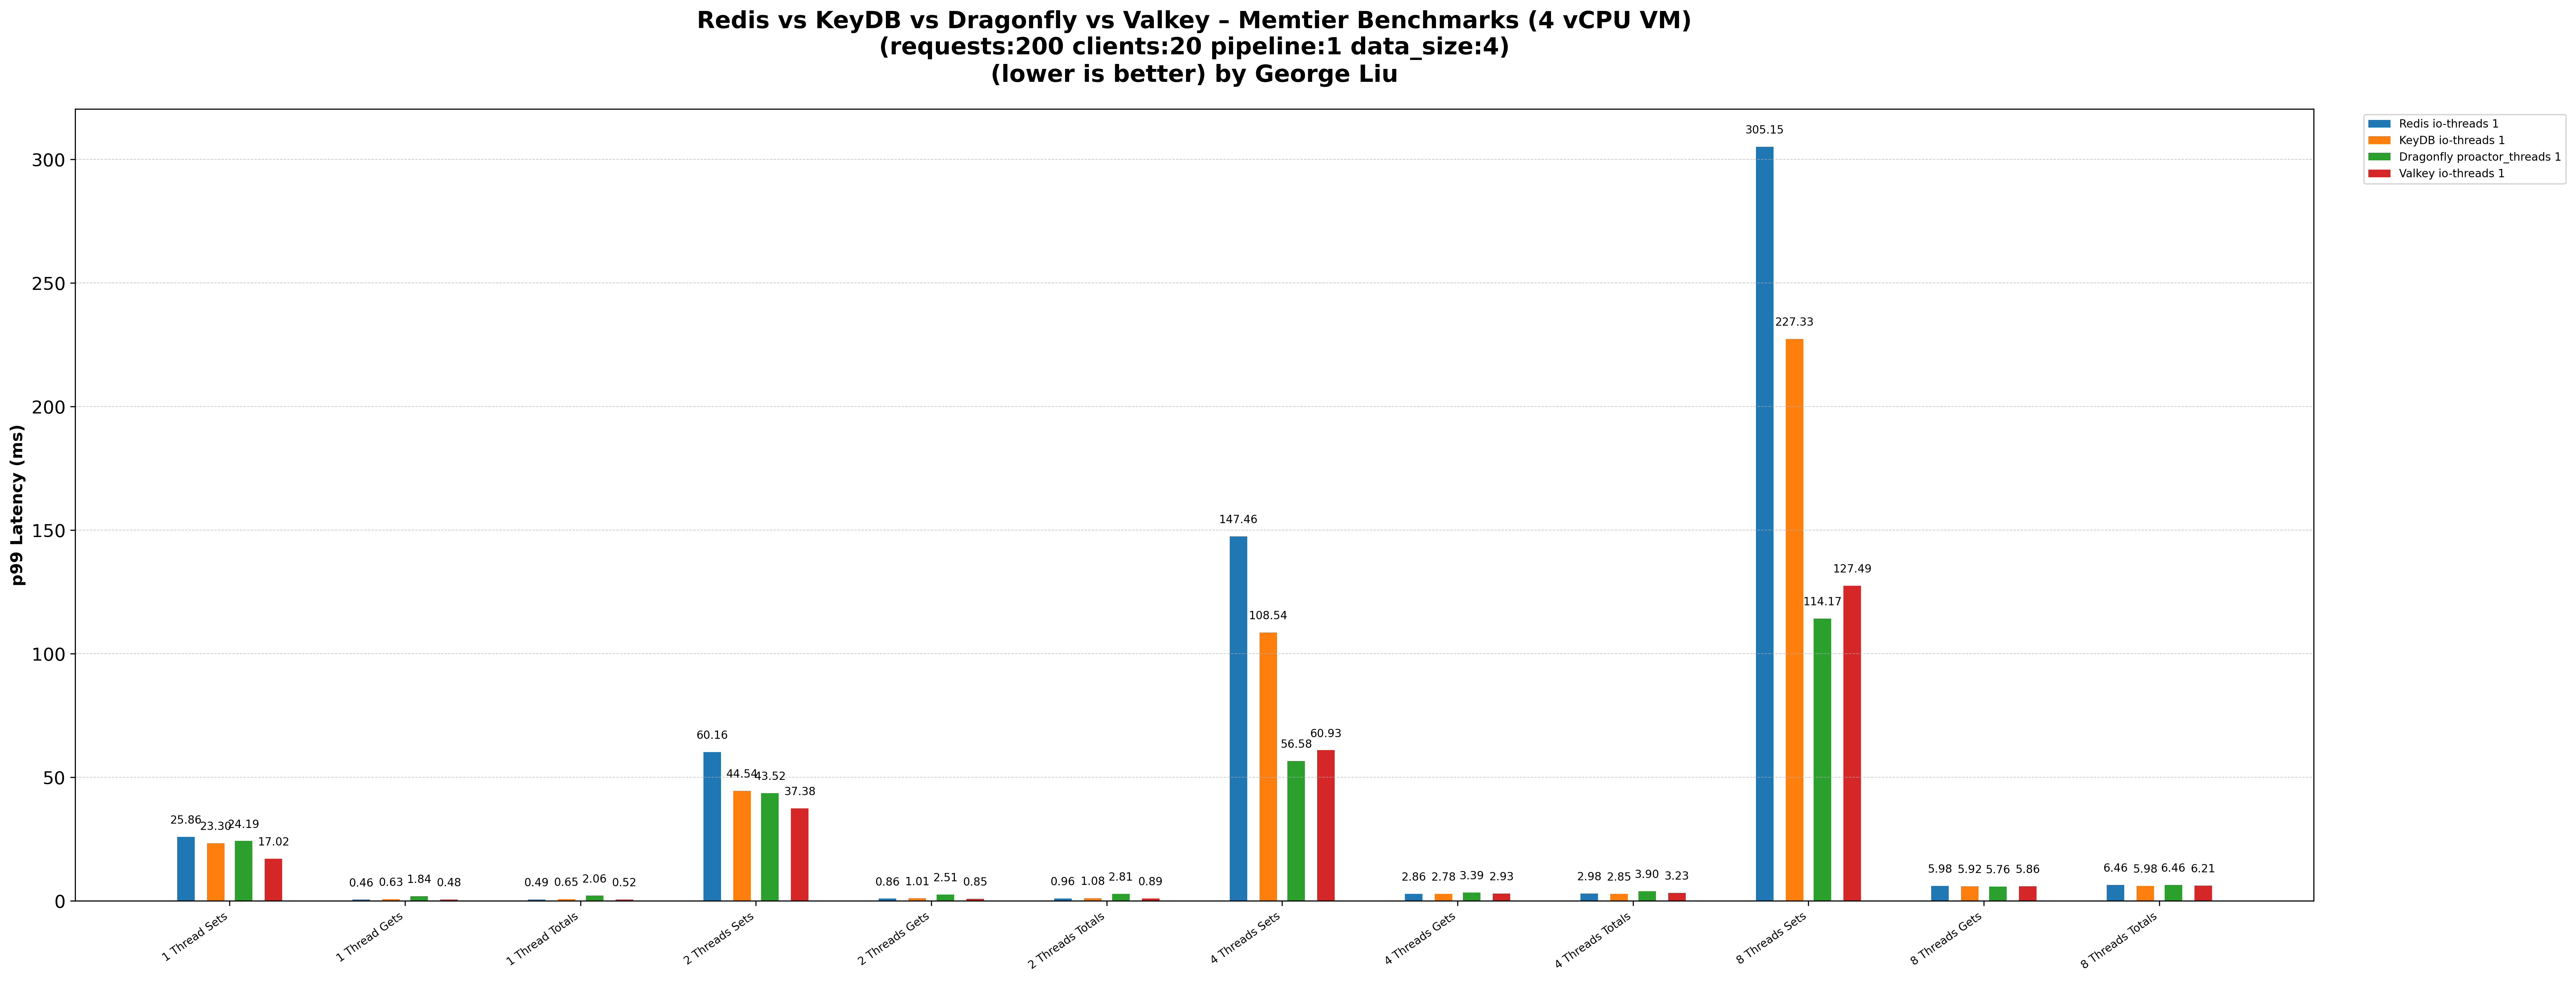 Redis vs KeyDB vs Dragonfly vs Valkey – Memtier Benchmarks (4 vCPU VM)
(requests:200 clients:20 pipeline:1 data_size:4)
(lower is better) by George Liu
Redis io-threads 1
KeyDB io-threads 1
Dragonfly proactor_threads 1
Valkey io-threads 1
p99 Latency (ms)
300
250
200
150
100
50
0
25.86 23.30 24.19 17.02
0.46 0.63 1.84 0.48
0.49 0.65 2.06 0.52
60.16 44.54 43.52 37.38
0.86 1.01 2.51 0.85
0.96 1.08 2.81 0.89
147.46 108.54 56.58 60.93
2.86 2.78 3.39 2.93
2.98 2.85 3.90 3.23
305.15 227.33 114.17 127.49
5.98 5.92 5.76 5.86
6.46 5.98 6.46 6.21
1 Thread Sets
1 Thread Gets
1 Thread Totals
2 Threads Sets
2 Threads Gets
2 Threads Totals
4 Threads Sets
4 Threads Gets
4 Threads Totals
8 Threads Sets
8 Threads Gets
8 Threads Totals